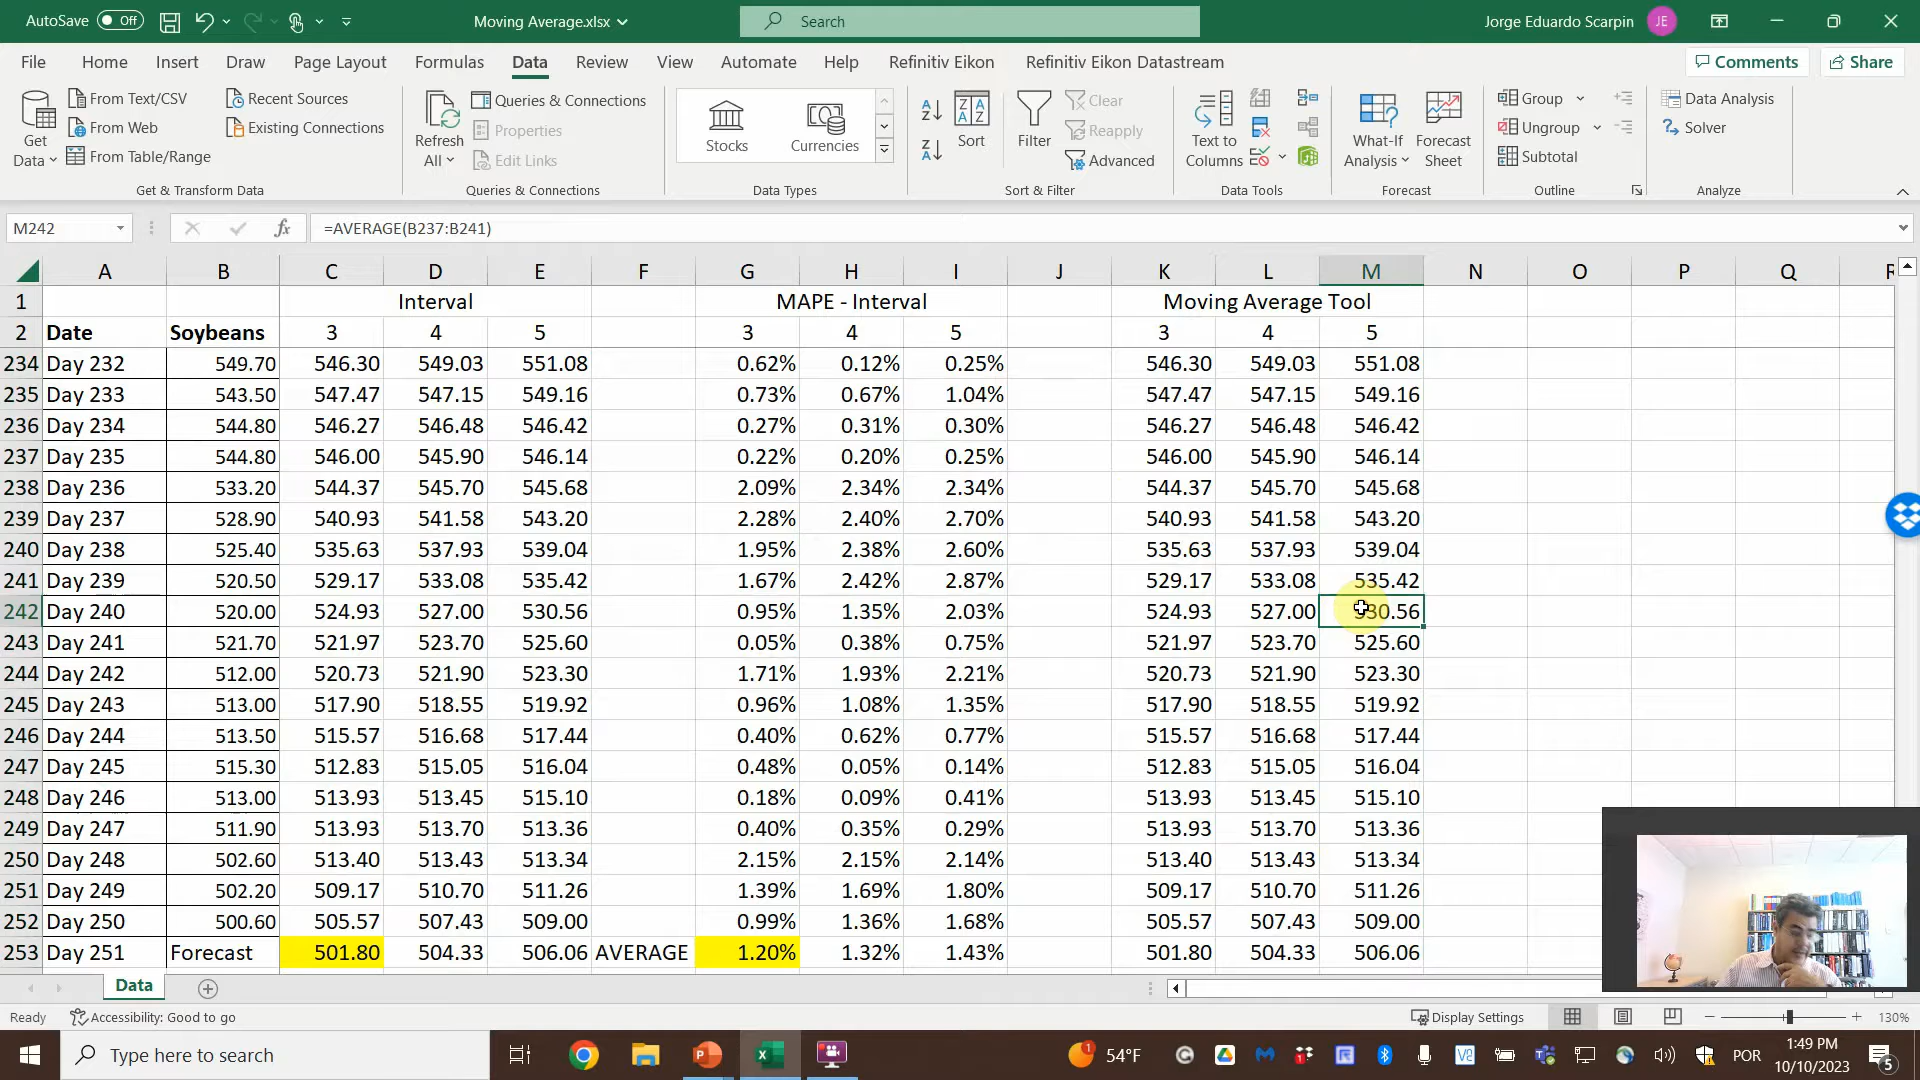 AutoSave Off Moving Average.xlsx Search Jorge Eduardo Scarpin JE
File Home Insert Draw Page Layout Formulas Data Review View Automate Help Refinitiv Eikon Refinitiv Eikon Datastream Comments Share
Get Data
From Text/CSV
From Web
From Table/Range
Recent Sources
Existing Connections
Get & Transform Data
Refresh All
Queries & Connections
Properties
Edit Links
Queries & Connections
Stocks Currencies
Data Types
Sort
Filter
Clear
Reapply
Advanced
Sort & Filter
Text to Columns
Data Tools
What-If Analysis
Forecast Sheet
Forecast
Group
Ungroup
Subtotal
Outline
Data Analysis
Solver
Analyze
M242 fx =AVERAGE(B237:B241)
A B C D E F G H I J K L M N O P Q R
1 Interval MAPE - Interval Moving Average Tool
2 Date Soybeans 3 4 5 3 4 5 3 4 5
234 Day 232 549.70 546.30 549.03 551.08 0.62% 0.12% 0.25% 546.30 549.03 551.08
235 Day 233 543.50 547.47 547.15 549.16 0.73% 0.67% 1.04% 547.47 547.15 549.16
236 Day 234 544.80 546.27 546.48 546.42 0.27% 0.31% 0.30% 546.27 546.48 546.42
237 Day 235 544.80 546.00 545.90 546.14 0.22% 0.20% 0.25% 546.00 545.90 546.14
238 Day 236 533.20 544.37 545.70 545.68 2.09% 2.34% 2.34% 544.37 545.70 545.68
239 Day 237 528.90 540.93 541.58 543.20 2.28% 2.40% 2.70% 540.93 541.58 543.20
240 Day 238 525.40 535.63 537.93 539.04 1.95% 2.38% 2.60% 535.63 537.93 539.04
241 Day 239 520.50 529.17 533.08 535.42 1.67% 2.42% 2.87% 529.17 533.08 535.42
242 Day 240 520.00 524.93 527.00 530.56 0.95% 1.35% 2.03% 524.93 527.00 530.56
243 Day 241 521.70 521.97 523.70 525.60 0.05% 0.38% 0.75% 521.97 523.70 525.60
244 Day 242 512.00 520.73 521.90 523.30 1.71% 1.93% 2.21% 520.73 521.90 523.30
245 Day 243 513.00 517.90 518.55 519.92 0.96% 1.08% 1.35% 517.90 518.55 519.92
246 Day 244 513.50 515.57 516.68 517.44 0.40% 0.62% 0.77% 515.57 516.68 517.44
247 Day 245 515.30 512.83 515.05 516.04 0.48% 0.05% 0.14% 512.83 515.05 516.04
248 Day 246 513.00 513.93 513.45 515.10 0.18% 0.09% 0.41% 513.93 513.45 515.10
249 Day 247 511.90 513.93 513.70 513.36 0.40% 0.35% 0.29% 513.93 513.70 513.36
250 Day 248 502.60 513.40 513.43 513.34 2.15% 2.15% 2.14% 513.40 513.43 513.34
251 Day 249 502.20 509.17 510.70 511.26 1.39% 1.69% 1.80% 509.17 510.70 511.26
252 Day 250 500.60 505.57 507.43 509.00 0.99% 1.36% 1.68% 505.57 507.43 509.00
253 Day 251 Forecast 501.80 504.33 506.06 AVERAGE 1.20% 1.32% 1.43% 501.80 504.33 506.06
Data
Ready Accessibility: Good to go Display Settings 130%
Type here to search 54°F POR 1:49 PM
10/10/2023 5